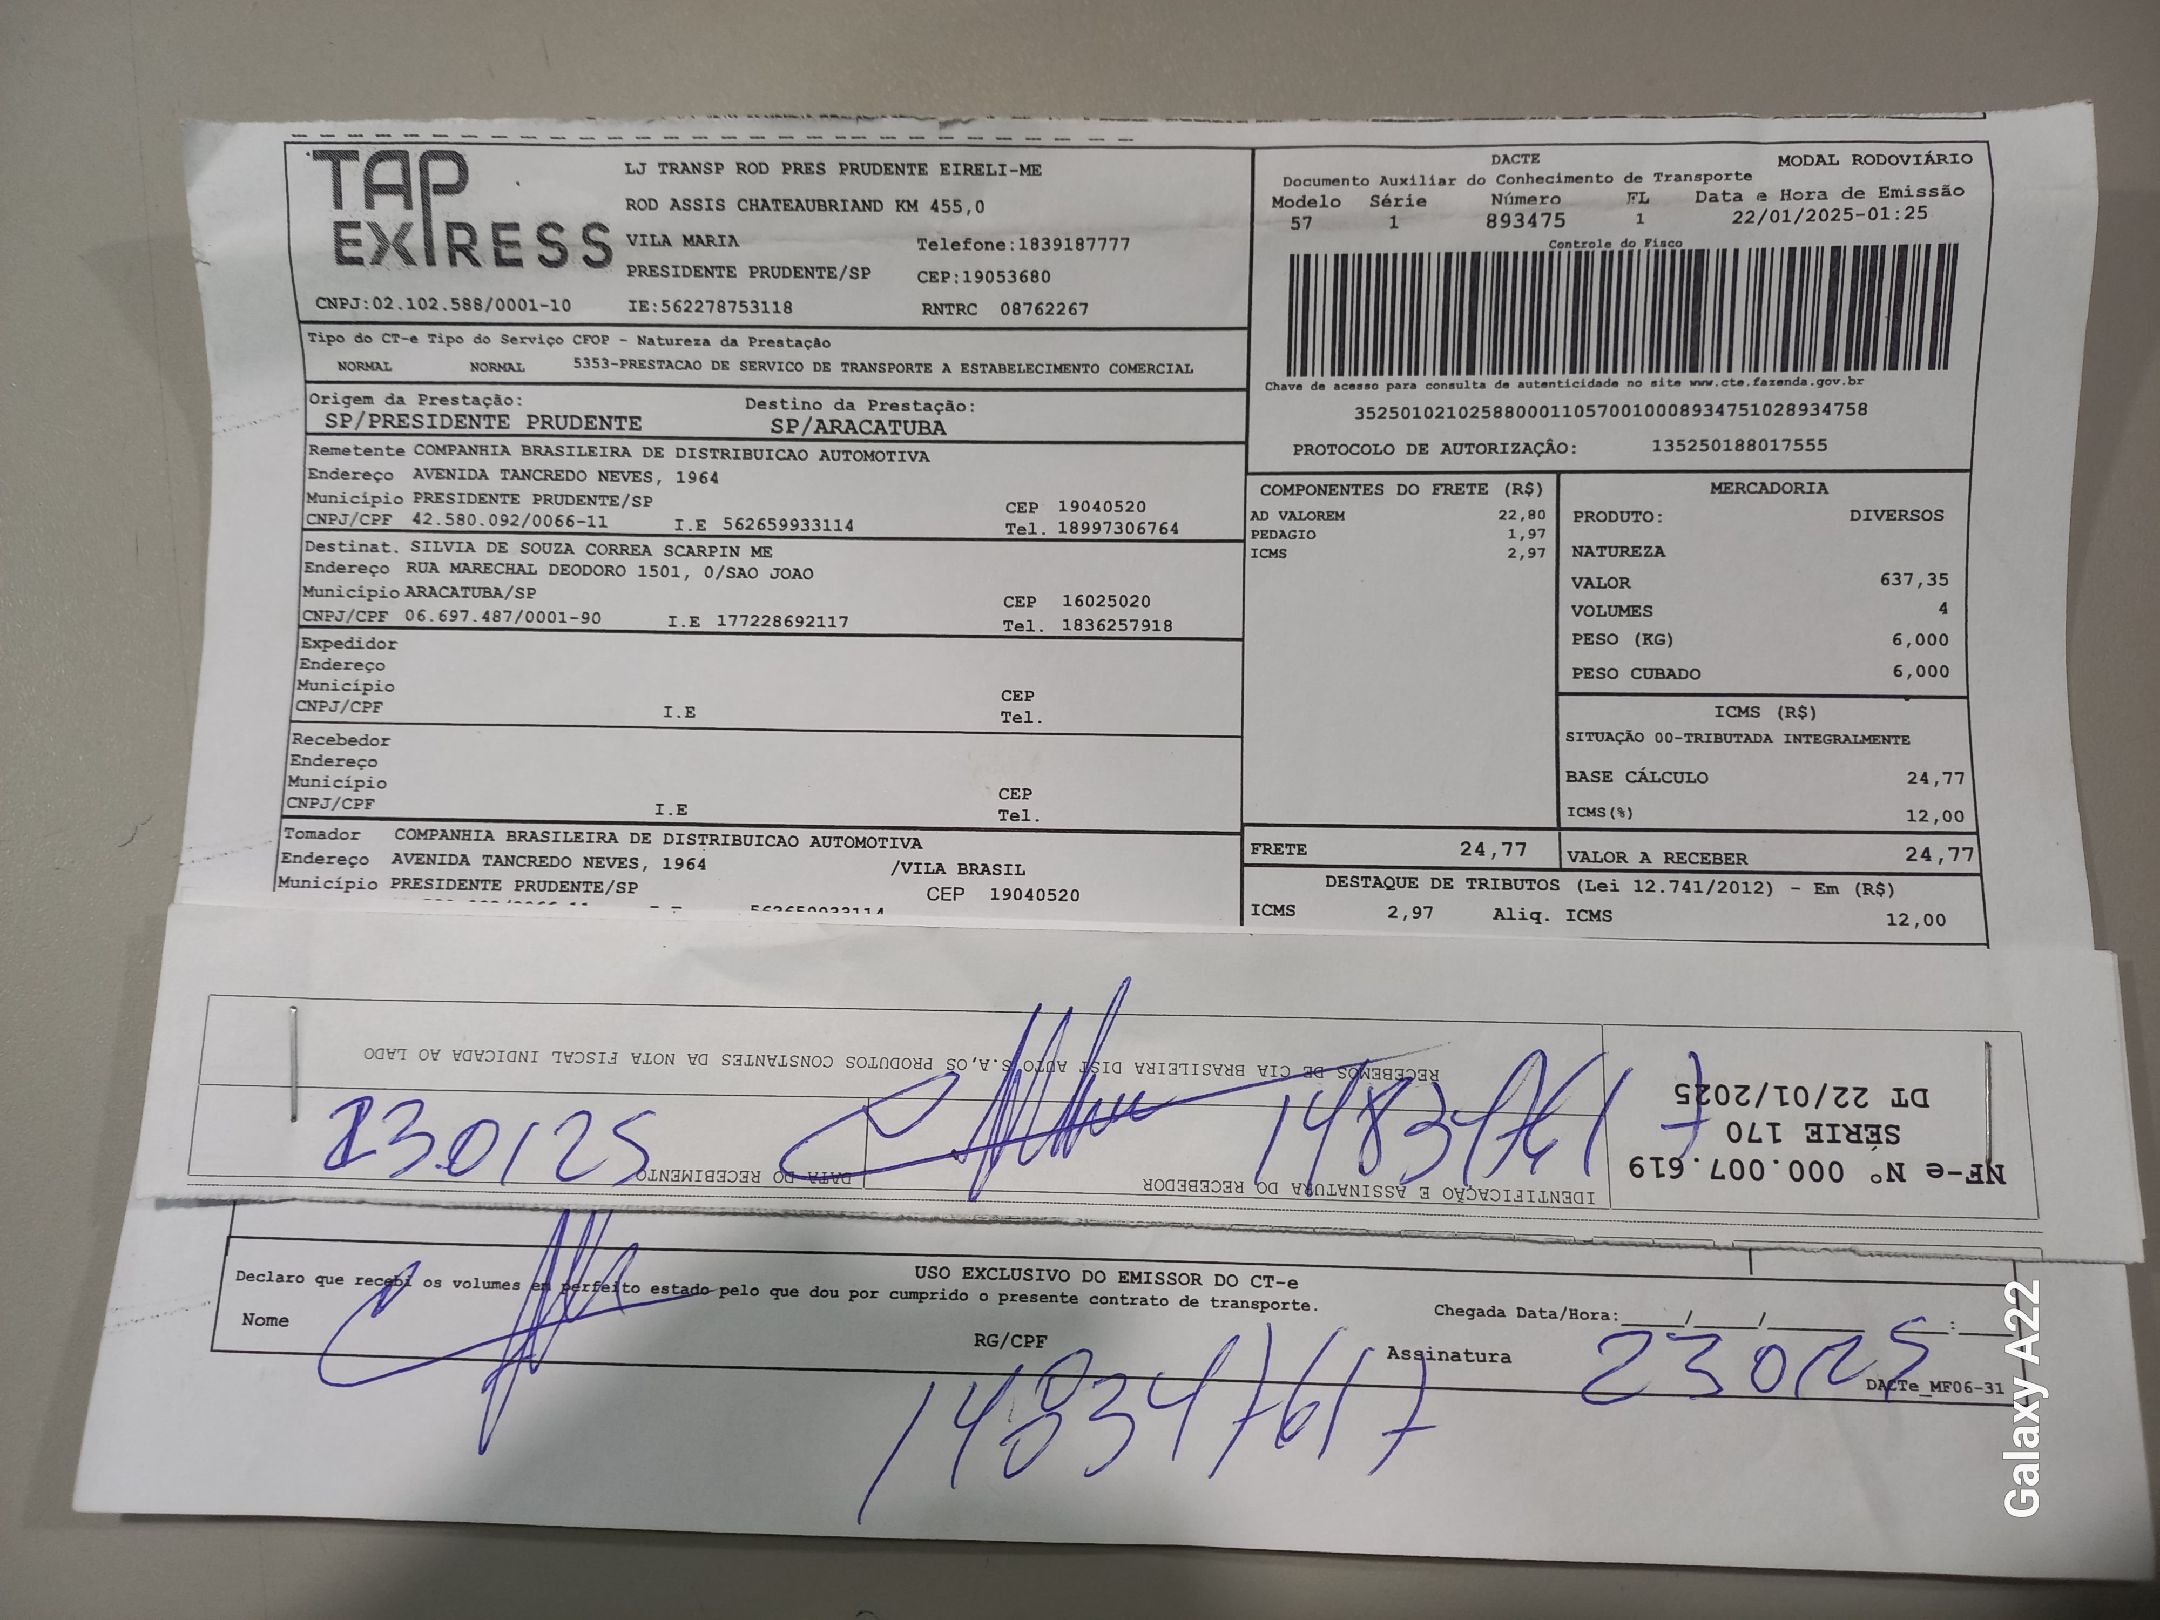 TAP EXPRESS
LJ TRANSP ROD PRES PRUDENTE EIRELI-ME
ROD ASSIS CHATEAUBRIAND KM 455,0
VILA MARIA Telefone:1839187777
PRESIDENTE PRUDENTE/SP CEP:19053680
CNPJ:02.102.588/0001-10 IE:562278753118 RNTRC 08762267
DACTE MODAL RODOVIÁRIO
Documento Auxiliar do Conhecimento de Transporte
Modelo Série Número FL Data e Hora de Emissão
57 1 893475 1 22/01/2025-01:25
Controle do Fisco
Chave de acesso para consulta de autenticidade no site www.cte.fazenda.gov.br
35250102102588000110570010008934751028934758
PROTOCOLO DE AUTORIZAÇÃO: 135250188017555
Tipo do CT-e Tipo do Serviço CFOP - Natureza da Prestação
NORMAL NORMAL 5353-PRESTACAO DE SERVICO DE TRANSPORTE A ESTABELECIMENTO COMERCIAL
Origem da Prestação: Destino da Prestação:
SP/PRESIDENTE PRUDENTE SP/ARACATUBA
Remetente COMPANHIA BRASILEIRA DE DISTRIBUICAO AUTOMOTIVA
Endereço AVENIDA TANCREDO NEVES, 1964
Município PRESIDENTE PRUDENTE/SP CEP 19040520
CNPJ/CPF 42.580.092/0066-11 I.E 562659933114 Tel. 18997306764
Destinat. SILVIA DE SOUZA CORREA SCARPIN ME
Endereço RUA MARECHAL DEODORO 1501, 0/SAO JOAO
Município ARACATUBA/SP CEP 16025020
CNPJ/CPF 06.697.487/0001-90 I.E 177228692117 Tel. 1836257918
Expedidor
Endereço
Município CEP
CNPJ/CPF I.E Tel.
Recebedor
Endereço
Município CEP
CNPJ/CPF I.E Tel.
Tomador COMPANHIA BRASILEIRA DE DISTRIBUICAO AUTOMOTIVA
Endereço AVENIDA TANCREDO NEVES, 1964 /VILA BRASIL
Município PRESIDENTE PRUDENTE/SP CEP 19040520
COMPONENTES DO FRETE (R$)
AD VALOREM 22,80
PEDAGIO 1,97
ICMS 2,97
MERCADORIA
PRODUTO: DIVERSOS
NATUREZA
VALOR 637,35
VOLUMES 4
PESO (KG) 6,000
PESO CUBADO 6,000
ICMS (R$)
SITUAÇÃO 00-TRIBUTADA INTEGRALMENTE
BASE CÁLCULO 24,77
ICMS(%) 12,00
FRETE 24,77 VALOR A RECEBER 24,77
DESTAQUE DE TRIBUTOS (Lei 12.741/2012) - Em (R$)
ICMS 2,97 Aliq. ICMS 12,00
RECEBEMOS DE CIA BRASILEIRA DIST AUTO S.A,OS PRODUTOS CONSTANTES DA NOTA FISCAL INDICADA AO LADO
NF-e Nº 000.007.619
SÉRIE 170
DT 22/01/2025
DATA DO RECEBIMENTO
IDENTIFICAÇÃO E ASSINATURA DO RECEBEDOR
230125 148347617
USO EXCLUSIVO DO EMISSOR DO CT-e
Declaro que recebi os volumes em perfeito estado pelo que dou por cumprido o presente contrato de transporte.
Chegada Data/Hora:_____/_____/________ ___:____
Nome RG/CPF Assinatura
148347617 230125
DACTe_MF06-31
Galaxy A22